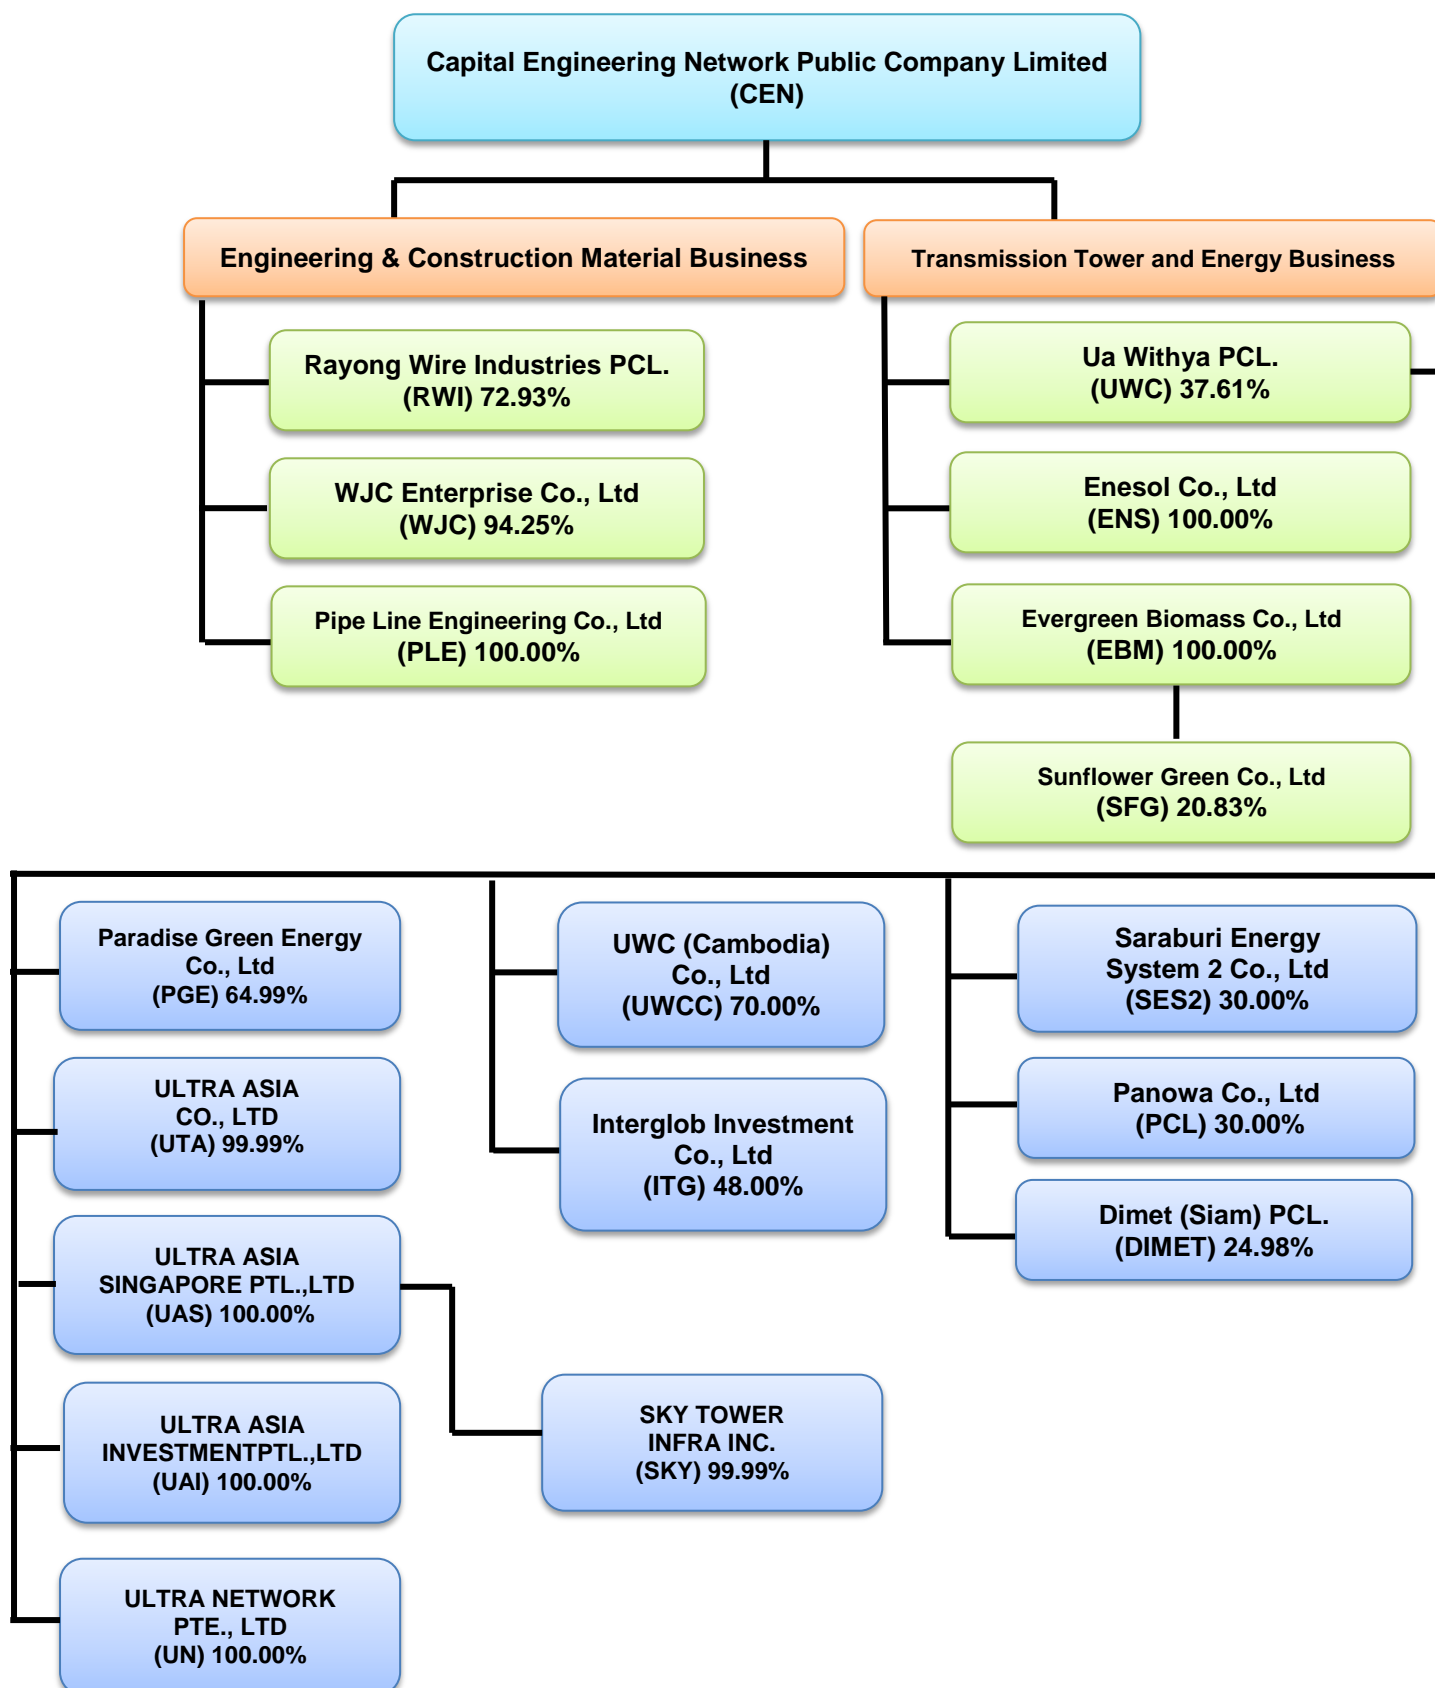 Capital Engineering Network Public Company Limited
(CEN)
Engineering & Construction Material Business
Transmission Tower and Energy Business
Rayong Wire Industries PCL.
(RWI) 72.93%
WJC Enterprise Co., Ltd
(WJC) 94.25%
Pipe Line Engineering Co., Ltd
(PLE) 100.00%
Ua Withya PCL.
(UWC) 37.61%
Enesol Co., Ltd
(ENS) 100.00%
Evergreen Biomass Co., Ltd
(EBM) 100.00%
Sunflower Green Co., Ltd
(SFG) 20.83%
Paradise Green Energy
Co., Ltd
(PGE) 64.99%
ULTRA ASIA
CO., LTD
(UTA) 99.99%
ULTRA ASIA
SINGAPORE PTL.,LTD
(UAS) 100.00%
ULTRA ASIA
INVESTMENTPTL.,LTD
(UAI) 100.00%
ULTRA NETWORK
PTE., LTD
(UN) 100.00%
UWC (Cambodia)
Co., Ltd
(UWCC) 70.00%
Interglob Investment
Co., Ltd
(ITG) 48.00%
SKY TOWER
INFRA INC.
(SKY) 99.99%
Saraburi Energy
System 2 Co., Ltd
(SES2) 30.00%
Panowa Co., Ltd
(PCL) 30.00%
Dimet (Siam) PCL.
(DIMET) 24.98%